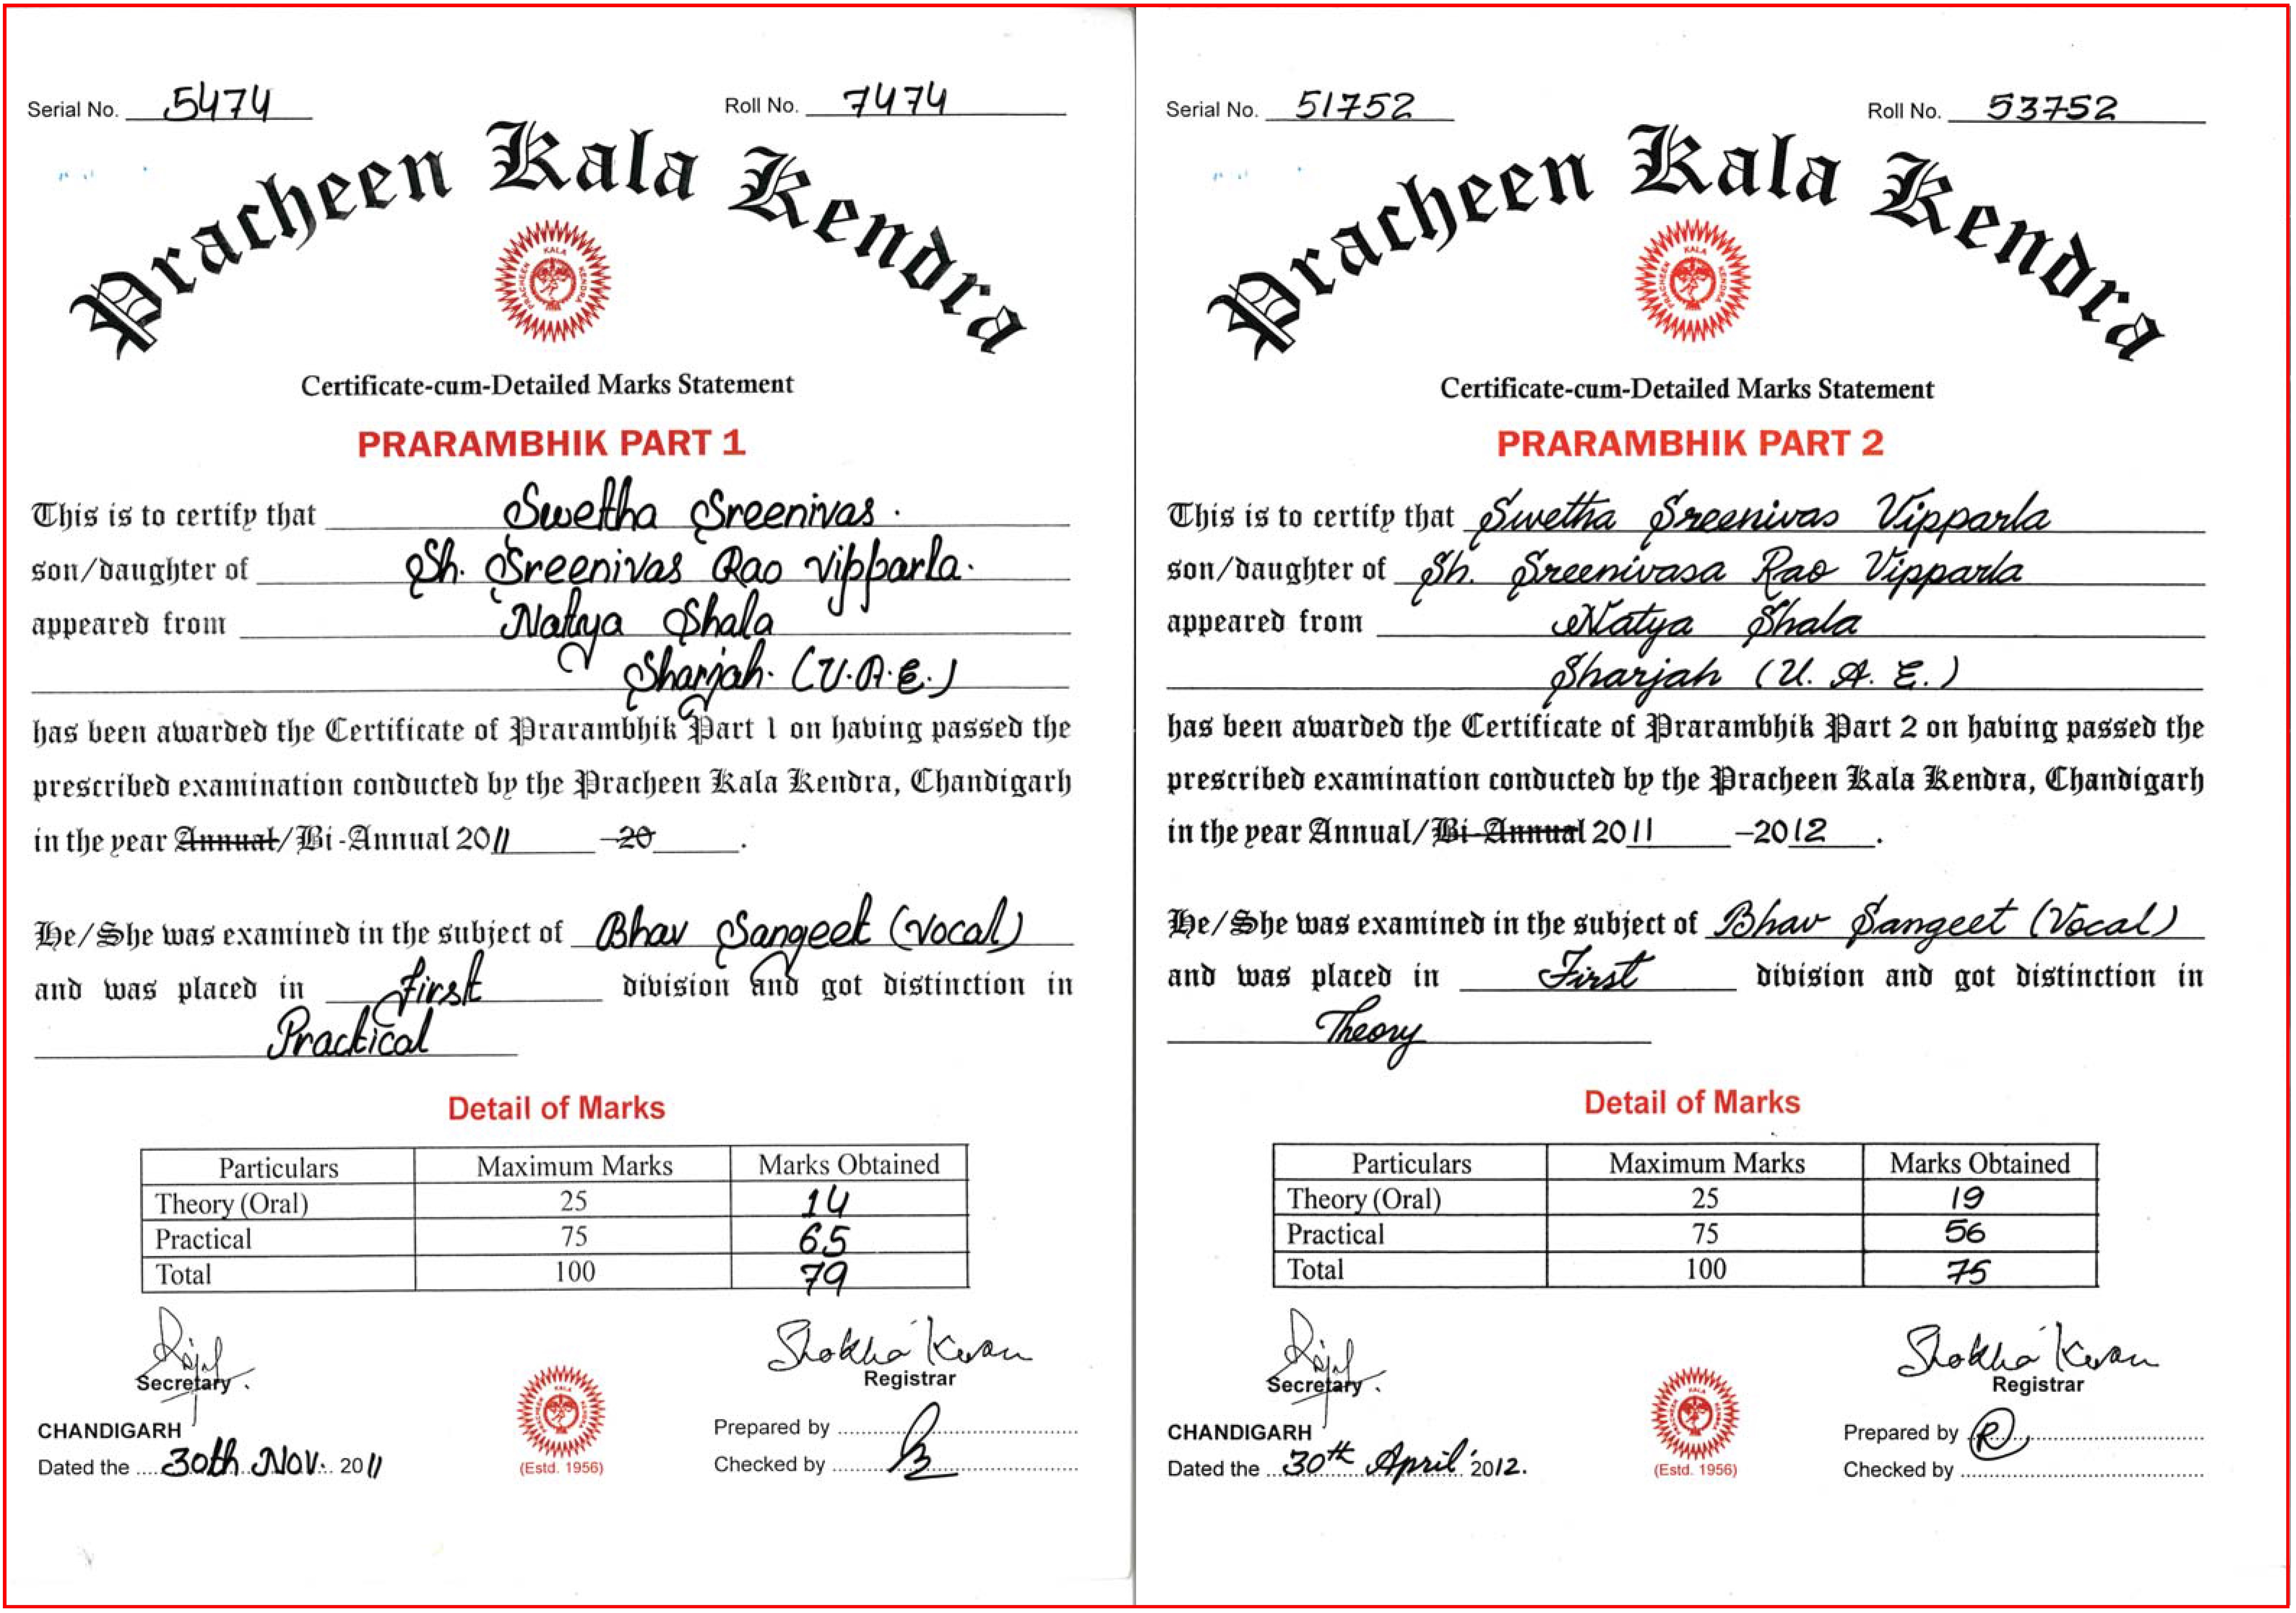 Serial No. 5474
Roll No. 7474
Pracheen Kala Kendra
PRACHEEN KALA KENDRA
Certificate-cum-Detailed Marks Statement
PRARAMBHIK PART 1
This is to certify that Swetha Sreenivas.
son/daughter of Sh. Sreenivas Rao Vipparla.
appeared from Natya Shala
Sharjah. (U.A.E.)
has been awarded the Certificate of Prarambhik Part 1 on having passed the
prescribed examination conducted by the Pracheen Kala Kendra, Chandigarh
in the year Annual/Bi-Annual 2011 -20 .
He/She was examined in the subject of Bhav Sangeet (Vocal)
and was placed in First division and got distinction in
Practical
Detail of Marks
Particulars Maximum Marks Marks Obtained
Theory (Oral) 25 14
Practical 75 65
Total 100 79
Secretary
Registrar
CHANDIGARH
Dated the 30th Nov. 2011
(Estd. 1956)
Prepared by
Checked by
Serial No. 51752
Roll No. 53752
Pracheen Kala Kendra
PRACHEEN KALA KENDRA
Certificate-cum-Detailed Marks Statement
PRARAMBHIK PART 2
This is to certify that Swetha Sreenivas Vipparla
son/daughter of Sh. Sreenivasa Rao Vipparla
appeared from Natya Shala
Sharjah (U. A. E.)
has been awarded the Certificate of Prarambhik Part 2 on having passed the
prescribed examination conducted by the Pracheen Kala Kendra, Chandigarh
in the year Annual/Bi-Annual 2011 -2012 .
He/She was examined in the subject of Bhav Sangeet (Vocal)
and was placed in First division and got distinction in
Theory
Detail of Marks
Particulars Maximum Marks Marks Obtained
Theory (Oral) 25 19
Practical 75 56
Total 100 75
Secretary
Registrar
CHANDIGARH
Dated the 30th April 2012.
(Estd. 1956)
Prepared by R
Checked by